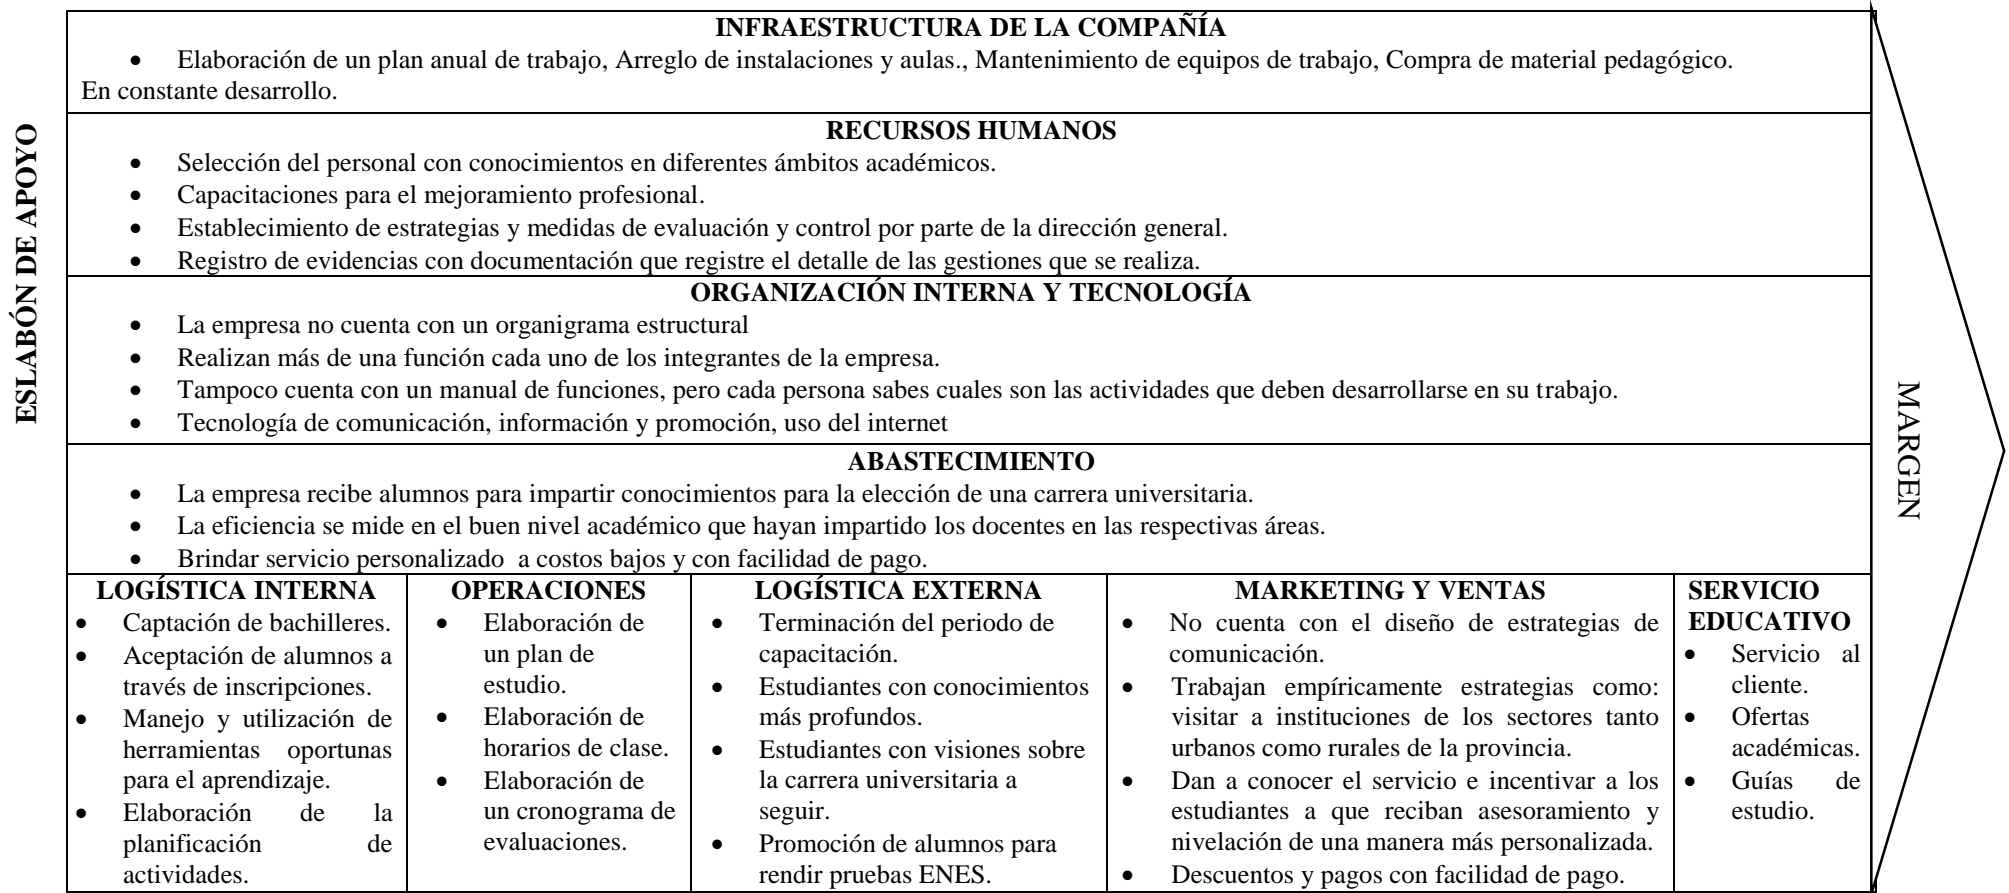 ESLABÓN DE APOYO
INFRAESTRUCTURA DE LA COMPAÑÍA
• Elaboración de un plan anual de trabajo, Arreglo de instalaciones y aulas., Mantenimiento de equipos de trabajo, Compra de material pedagógico.
En constante desarrollo.
RECURSOS HUMANOS
• Selección del personal con conocimientos en diferentes ámbitos académicos.
• Capacitaciones para el mejoramiento profesional.
• Establecimiento de estrategias y medidas de evaluación y control por parte de la dirección general.
• Registro de evidencias con documentación que registre el detalle de las gestiones que se realiza.
ORGANIZACIÓN INTERNA Y TECNOLOGÍA
• La empresa no cuenta con un organigrama estructural
• Realizan más de una función cada uno de los integrantes de la empresa.
• Tampoco cuenta con un manual de funciones, pero cada persona sabes cuales son las actividades que deben desarrollarse en su trabajo.
• Tecnología de comunicación, información y promoción, uso del internet
ABASTECIMIENTO
• La empresa recibe alumnos para impartir conocimientos para la elección de una carrera universitaria.
• La eficiencia se mide en el buen nivel académico que hayan impartido los docentes en las respectivas áreas.
• Brindar servicio personalizado a costos bajos y con facilidad de pago.
LOGÍSTICA INTERNA
• Captación de bachilleres.
• Aceptación de alumnos a
través de inscripciones.
• Manejo y utilización de
herramientas oportunas
para el aprendizaje.
• Elaboración de la
planificación de
actividades.
OPERACIONES
• Elaboración de
un plan de
estudio.
• Elaboración de
horarios de clase.
• Elaboración de
un cronograma de
evaluaciones.
LOGÍSTICA EXTERNA
• Terminación del periodo de
capacitación.
• Estudiantes con conocimientos
más profundos.
• Estudiantes con visiones sobre
la carrera universitaria a
seguir.
• Promoción de alumnos para
rendir pruebas ENES.
MARKETING Y VENTAS
• No cuenta con el diseño de estrategias de
comunicación.
• Trabajan empíricamente estrategias como:
visitar a instituciones de los sectores tanto
urbanos como rurales de la provincia.
• Dan a conocer el servicio e incentivar a los
estudiantes a que reciban asesoramiento y
nivelación de una manera más personalizada.
• Descuentos y pagos con facilidad de pago.
SERVICIO
EDUCATIVO
• Servicio al
cliente.
• Ofertas
académicas.
• Guías de
estudio.
MARGEN